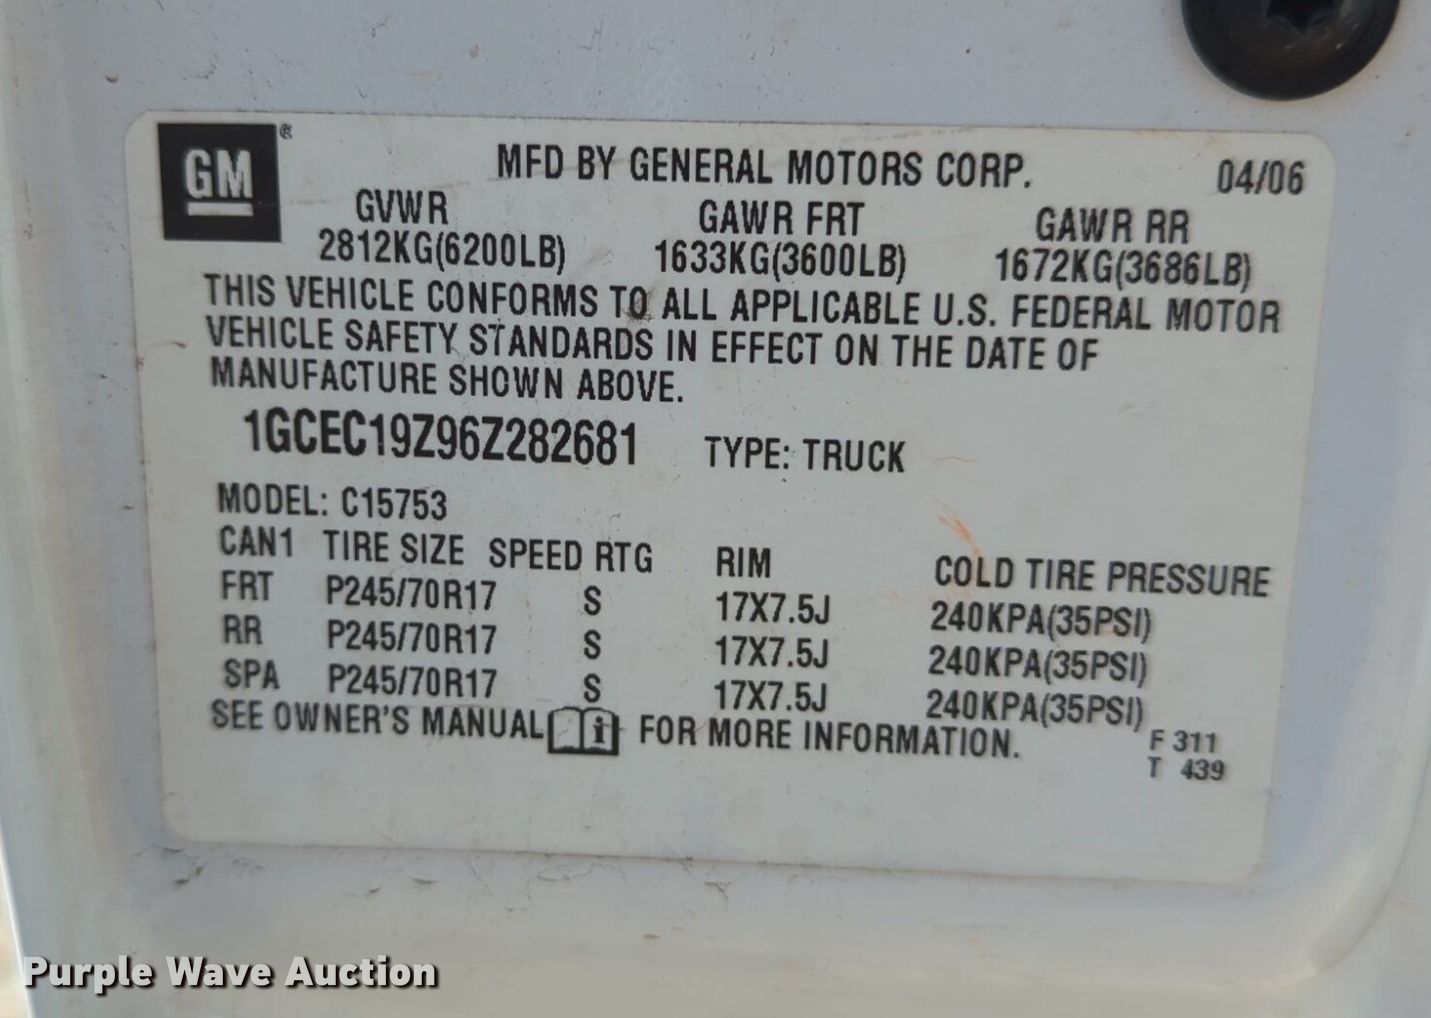 GM®
MFD BY GENERAL MOTORS CORP. 04/06
GVWR GAWR FRT GAWR RR
2812KG(6200LB) 1633KG(3600LB) 1672KG(3686LB)
THIS VEHICLE CONFORMS TO ALL APPLICABLE U.S. FEDERAL MOTOR
VEHICLE SAFETY STANDARDS IN EFFECT ON THE DATE OF
MANUFACTURE SHOWN ABOVE.
1GCEC19Z96Z282681 TYPE: TRUCK
MODEL: C15753
CAN1 TIRE SIZE SPEED RTG RIM COLD TIRE PRESSURE
FRT P245/70R17 S 17X7.5J 240KPA(35PSI)
RR P245/70R17 S 17X7.5J 240KPA(35PSI)
SPA P245/70R17 S 17X7.5J 240KPA(35PSI)
SEE OWNER'S MANUAL i FOR MORE INFORMATION.
F 311
T 439
Purple Wave Auction